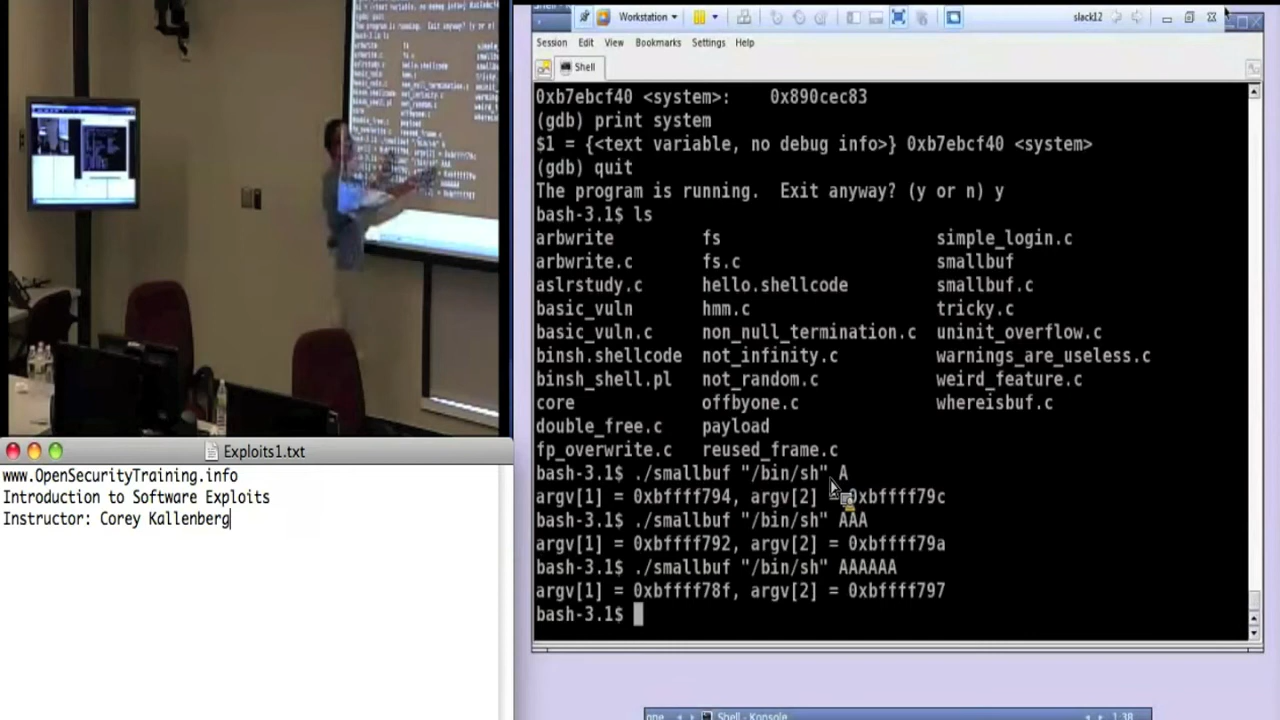 Workstation
slack12
Session Edit View Bookmarks Settings Help
Shell
0xb7ebcf40 <system>: 0x890cec83
(gdb) print system
$1 = {<text variable, no debug info>} 0xb7ebcf40 <system>
(gdb) quit
The program is running. Exit anyway? (y or n) y
bash-3.1$ ls
arbwrite fs simple_login.c
arbwrite.c fs.c smallbuf
aslrstudy.c hello.shellcode smallbuf.c
basic_vuln hmm.c tricky.c
basic_vuln.c non_null_termination.c uninit_overflow.c
binsh.shellcode not_infinity.c warnings_are_useless.c
binsh_shell.pl not_random.c weird_feature.c
core offbyone.c whereisbuf.c
double_free.c payload
fp_overwrite.c reused_frame.c
bash-3.1$ ./smallbuf "/bin/sh" A
argv[1] = 0xbffff794, argv[2] = 0xbffff79c
bash-3.1$ ./smallbuf "/bin/sh" AAA
argv[1] = 0xbffff792, argv[2] = 0xbffff79a
bash-3.1$ ./smallbuf "/bin/sh" AAAAAA
argv[1] = 0xbffff78f, argv[2] = 0xbffff797
bash-3.1$
Shell - Konsole
1:38
Exploits1.txt
www.OpenSecurityTraining.info
Introduction to Software Exploits
Instructor: Corey Kallenberg